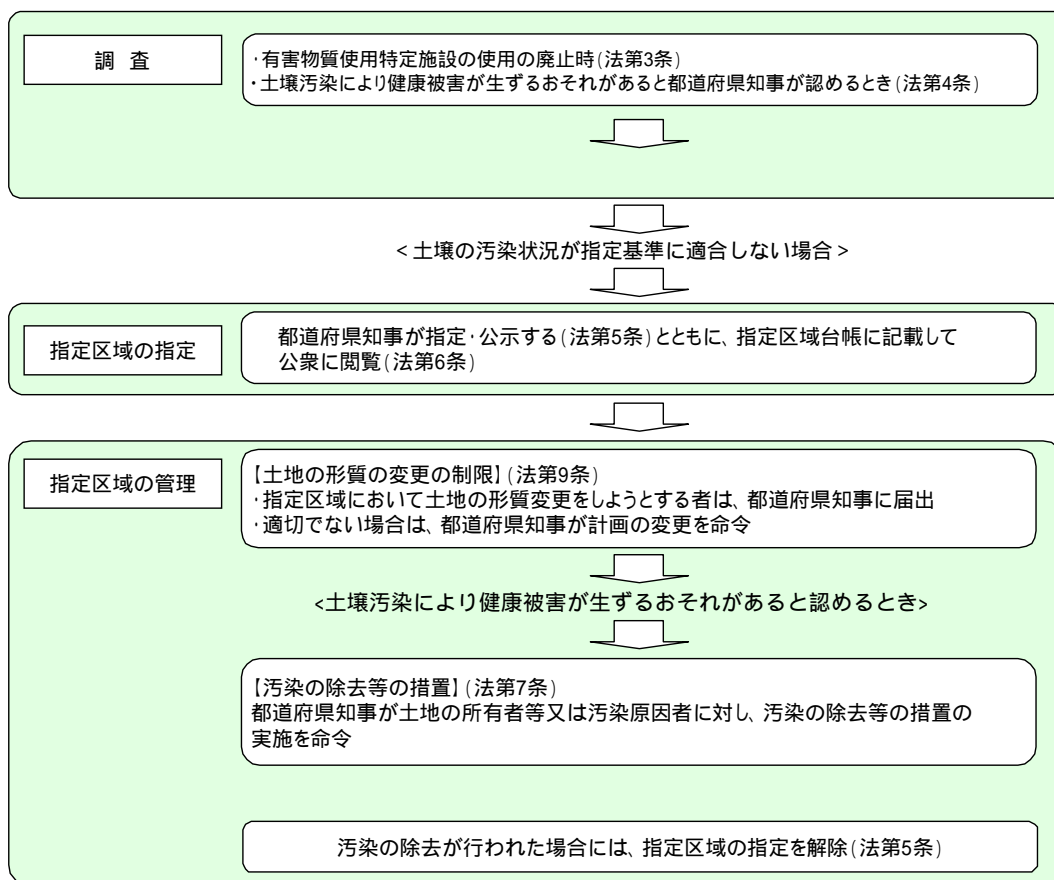 調 査
・有害物質使用特定施設の使用の廃止時(法第3条)
・土壌汚染により健康被害が生ずるおそれがあると都道府県知事が認めるとき(法第4条)
<土壌の汚染状況が指定基準に適合しない場合>
指定区域の指定
都道府県知事が指定・公示する(法第5条)とともに、指定区域台帳に記載して
公衆に閲覧(法第6条)
指定区域の管理
【土地の形質の変更の制限】(法第9条)
・指定区域において土地の形質変更をしようとする者は、都道府県知事に届出
・適切でない場合は、都道府県知事が計画の変更を命令
<土壌汚染により健康被害が生ずるおそれがあると認めるとき>
【汚染の除去等の措置】(法第7条)
都道府県知事が土地の所有者等又は汚染原因者に対し、汚染の除去等の措置の
実施を命令
汚染の除去が行われた場合には、指定区域の指定を解除(法第5条)